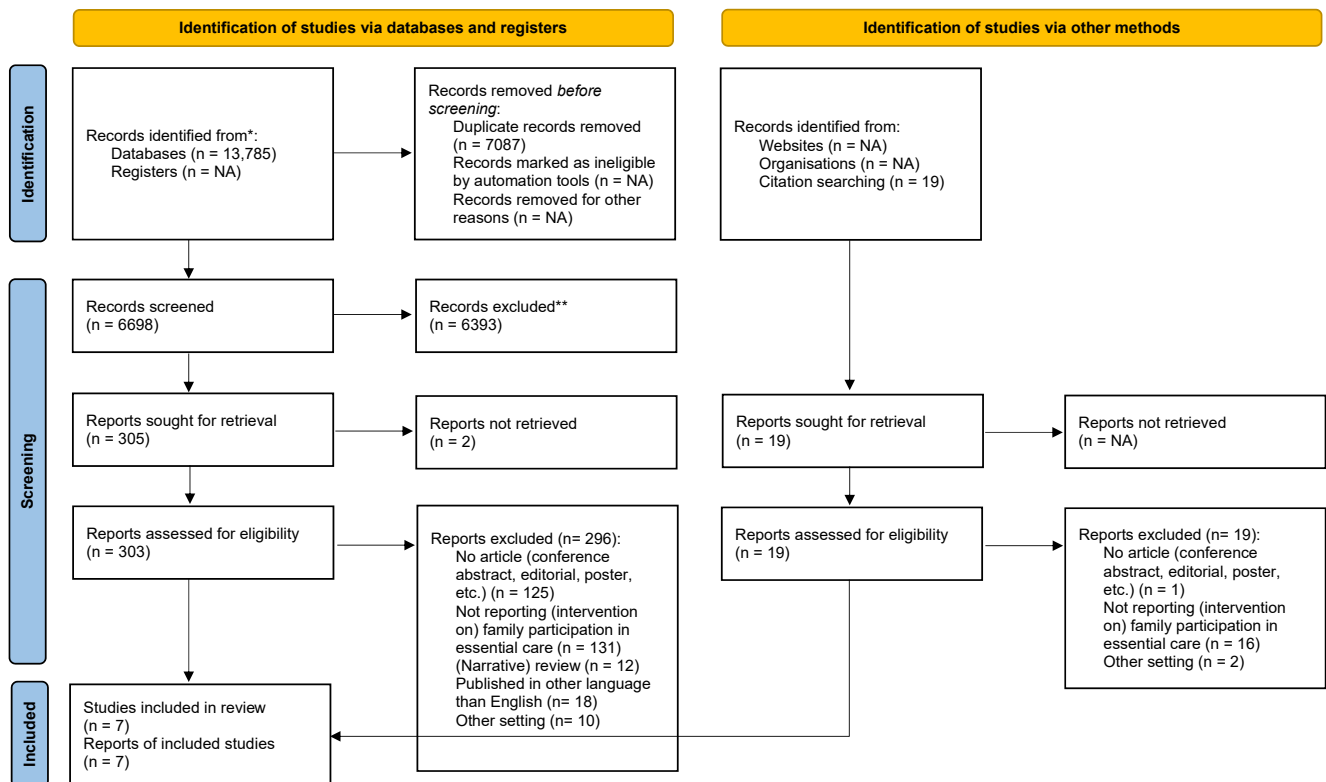 Identification of studies via databases and registers
Identification of studies via other methods
Identification
Records identified from*:
Databases (n = 13,785)
Registers (n = NA)
Records removed before
screening:
Duplicate records removed
(n = 7087)
Records marked as ineligible
by automation tools (n = NA)
Records removed for other
reasons (n = NA)
Records identified from:
Websites (n = NA)
Organisations (n = NA)
Citation searching (n = 19)
Screening
Records screened
(n = 6698)
Records excluded**
(n = 6393)
Reports sought for retrieval
(n = 305)
Reports not retrieved
(n = 2)
Reports sought for retrieval
(n = 19)
Reports not retrieved
(n = NA)
Reports assessed for eligibility
(n = 303)
Reports excluded (n= 296):
No article (conference
abstract, editorial, poster,
etc.) (n = 125)
Not reporting (intervention
on) family participation in
essential care (n = 131)
(Narrative) review (n = 12)
Published in other language
than English (n= 18)
Other setting (n= 10)
Reports assessed for eligibility
(n = 19)
Reports excluded (n= 19):
No article (conference
abstract, editorial, poster,
etc.) (n = 1)
Not reporting (intervention
on) family participation in
essential care (n = 16)
Other setting (n = 2)
Included
Studies included in review
(n = 7)
Reports of included studies
(n = 7)